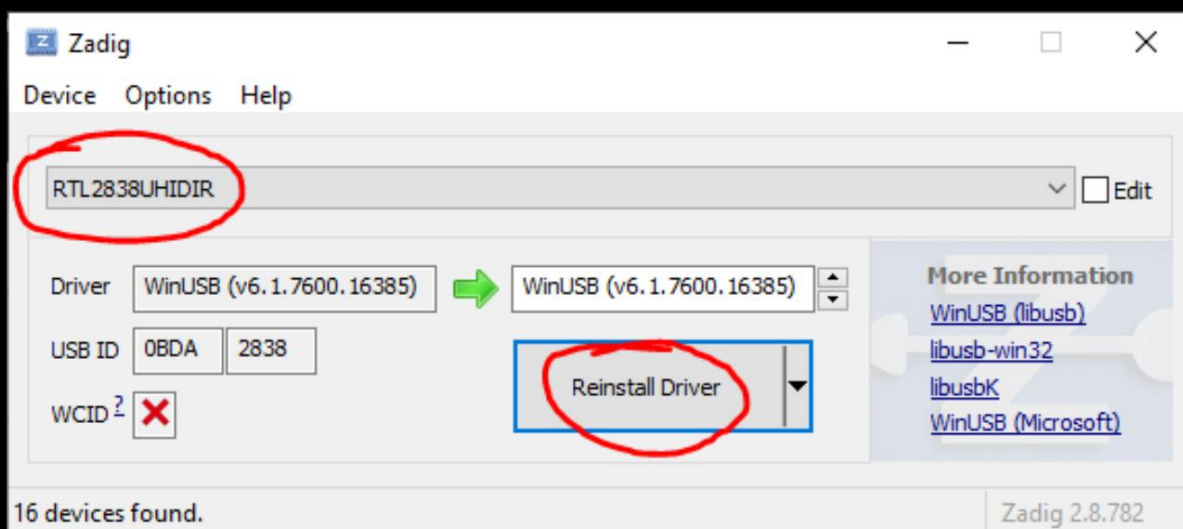 Zadig
Device Options Help
RTL2838UHIDIR
Edit
Driver WinUSB (v6.1.7600.16385) WinUSB (v6.1.7600.16385)
USB ID 0BDA 2838
WCID ?
Reinstall Driver
More Information
WinUSB (libusb)
libusb-win32
libusbK
WinUSB (Microsoft)
16 devices found.
Zadig 2.8.782